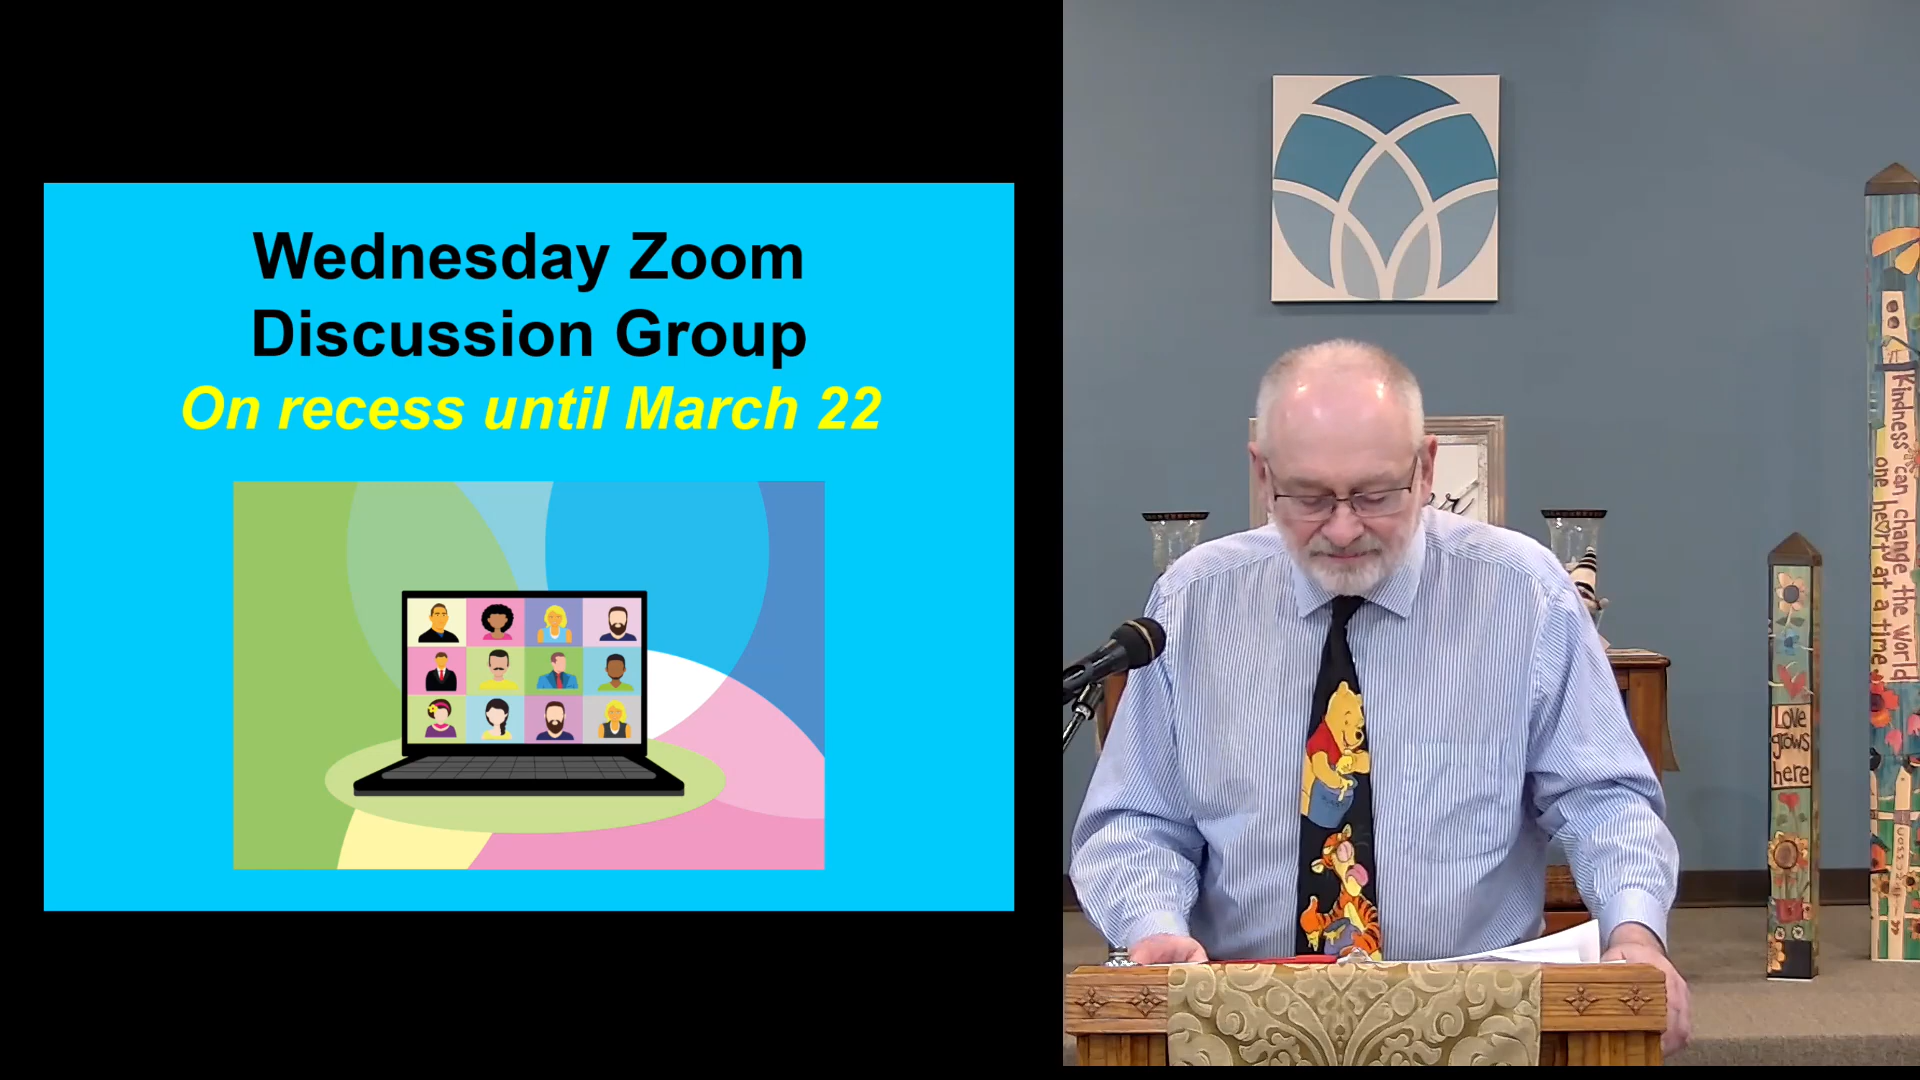 Wednesday Zoom
Discussion Group
On recess until March 22
Kindness can change the World
one heart at a time.
Love
grows
here